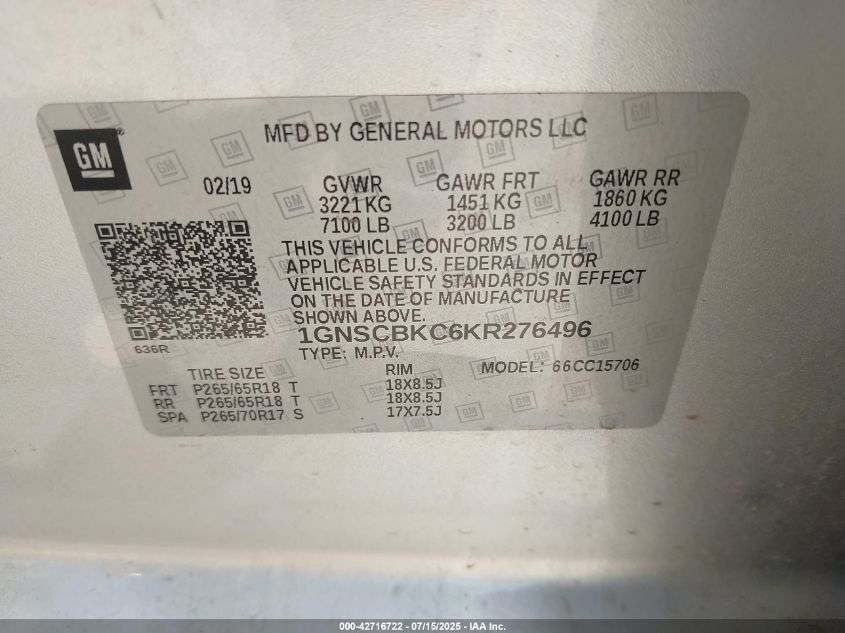 GM®
MFD BY GENERAL MOTORS LLC
02/19 GVWR GAWR FRT GAWR RR
3221 KG 1451 KG 1860 KG
7100 LB 3200 LB 4100 LB
THIS VEHICLE CONFORMS TO ALL
APPLICABLE U.S. FEDERAL MOTOR
VEHICLE SAFETY STANDARDS IN EFFECT
ON THE DATE OF MANUFACTURE
SHOWN ABOVE.
1GNSCBKC6KR276496
636R
TYPE: M.P.V. MODEL: 66CC15706
TIRE SIZE RIM
FRT P265/65R18 T 18X8.5J
RR P265/65R18 T 18X8.5J
SPA P265/70R17 S 17X7.5J
000-42716722 - 07/15/2025 - IAA Inc.